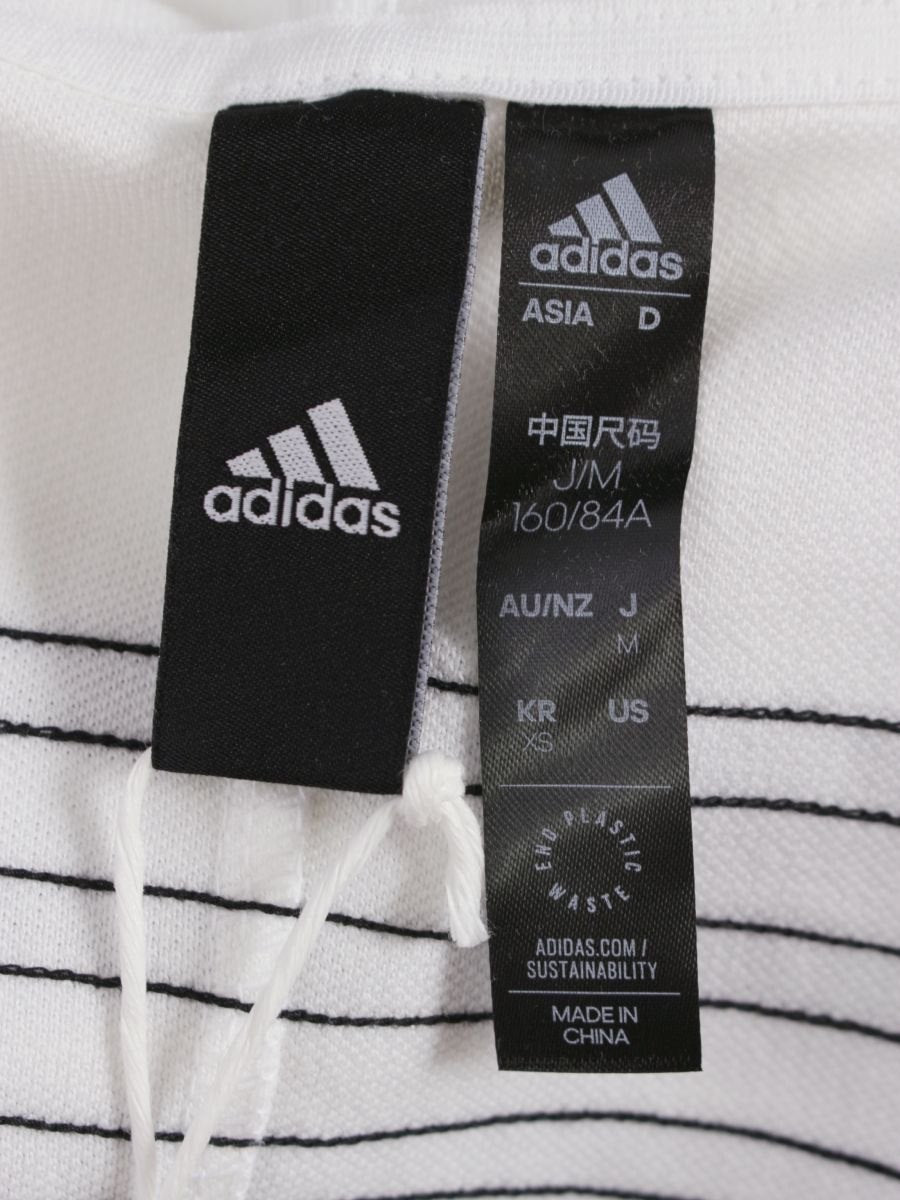 adidas
adidas
ASIA D
中国尺码
J/M
160/84A
AU/NZ J
M
KR US
XS
END PLASTIC WASTE
ADIDAS.COM /
SUSTAINABILITY
MADE IN
CHINA